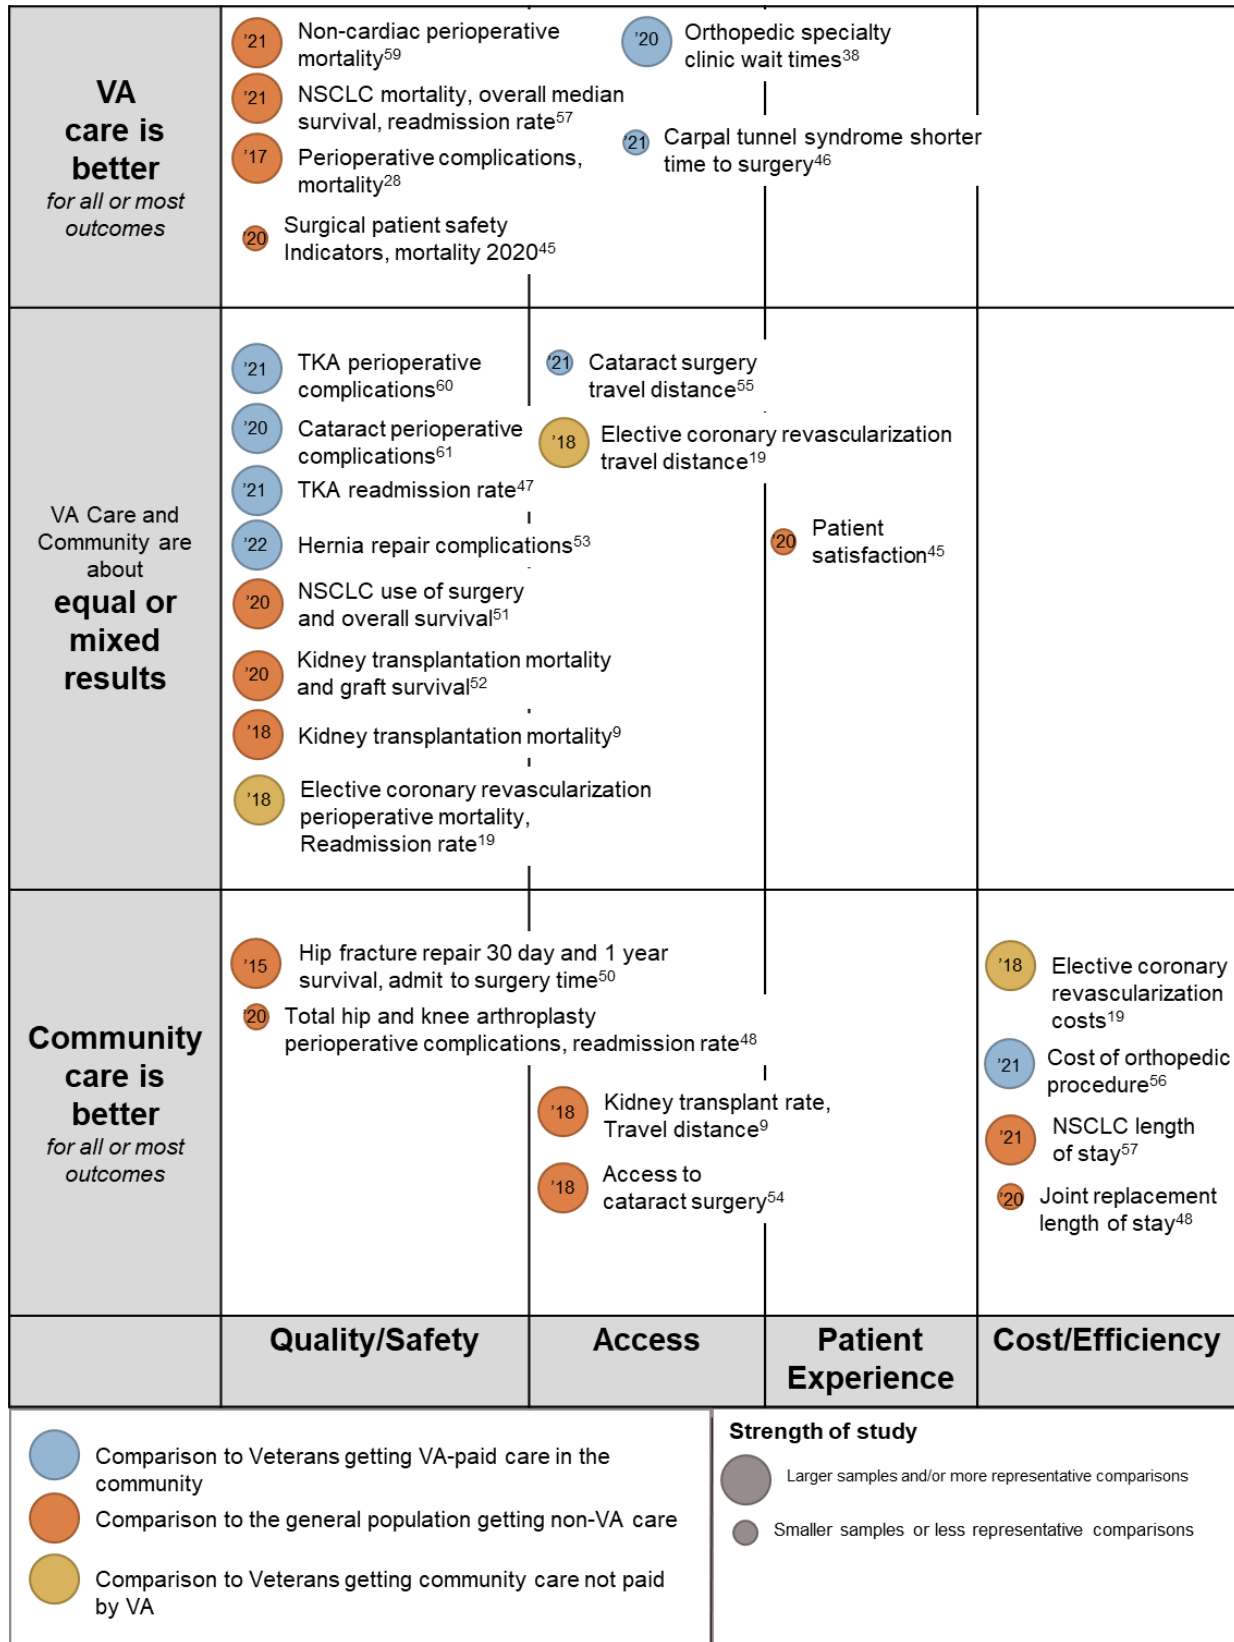 VA
care is
better
for all or most
outcomes
’21
Non-cardiac perioperative
mortality59
’21
NSCLC mortality, overall median
survival, readmission rate57
’17
Perioperative complications,
mortality28
’20
Surgical patient safety
Indicators, mortality 202045
’20
Orthopedic specialty
clinic wait times38
’21
Carpal tunnel syndrome shorter
time to surgery46
VA Care and
Community are
about
equal or
mixed
results
’21
TKA perioperative
complications60
’20
Cataract perioperative
complications61
’21
TKA readmission rate47
’22
Hernia repair complications53
’20
NSCLC use of surgery
and overall survival51
’20
Kidney transplantation mortality
and graft survival52
’18
Kidney transplantation mortality9
’18
Elective coronary revascularization
perioperative mortality,
Readmission rate19
’21
Cataract surgery
travel distance55
’18
Elective coronary revascularization
travel distance19
’20
Patient
satisfaction45
Community
care is
better
for all or most
outcomes
’15
Hip fracture repair 30 day and 1 year
survival, admit to surgery time50
’20
Total hip and knee arthroplasty
perioperative complications, readmission rate48
’18
Kidney transplant rate,
Travel distance9
’18
Access to
cataract surgery54
’18
Elective coronary
revascularization
costs19
’21
Cost of orthopedic
procedure56
’21
NSCLC length
of stay57
’20
Joint replacement
length of stay48
Quality/Safety
Access
Patient
Experience
Cost/Efficiency
Comparison to Veterans getting VA-paid care in the
community
Comparison to the general population getting non-VA care
Comparison to Veterans getting community care not paid
by VA
Strength of study
Larger samples and/or more representative comparisons
Smaller samples or less representative comparisons